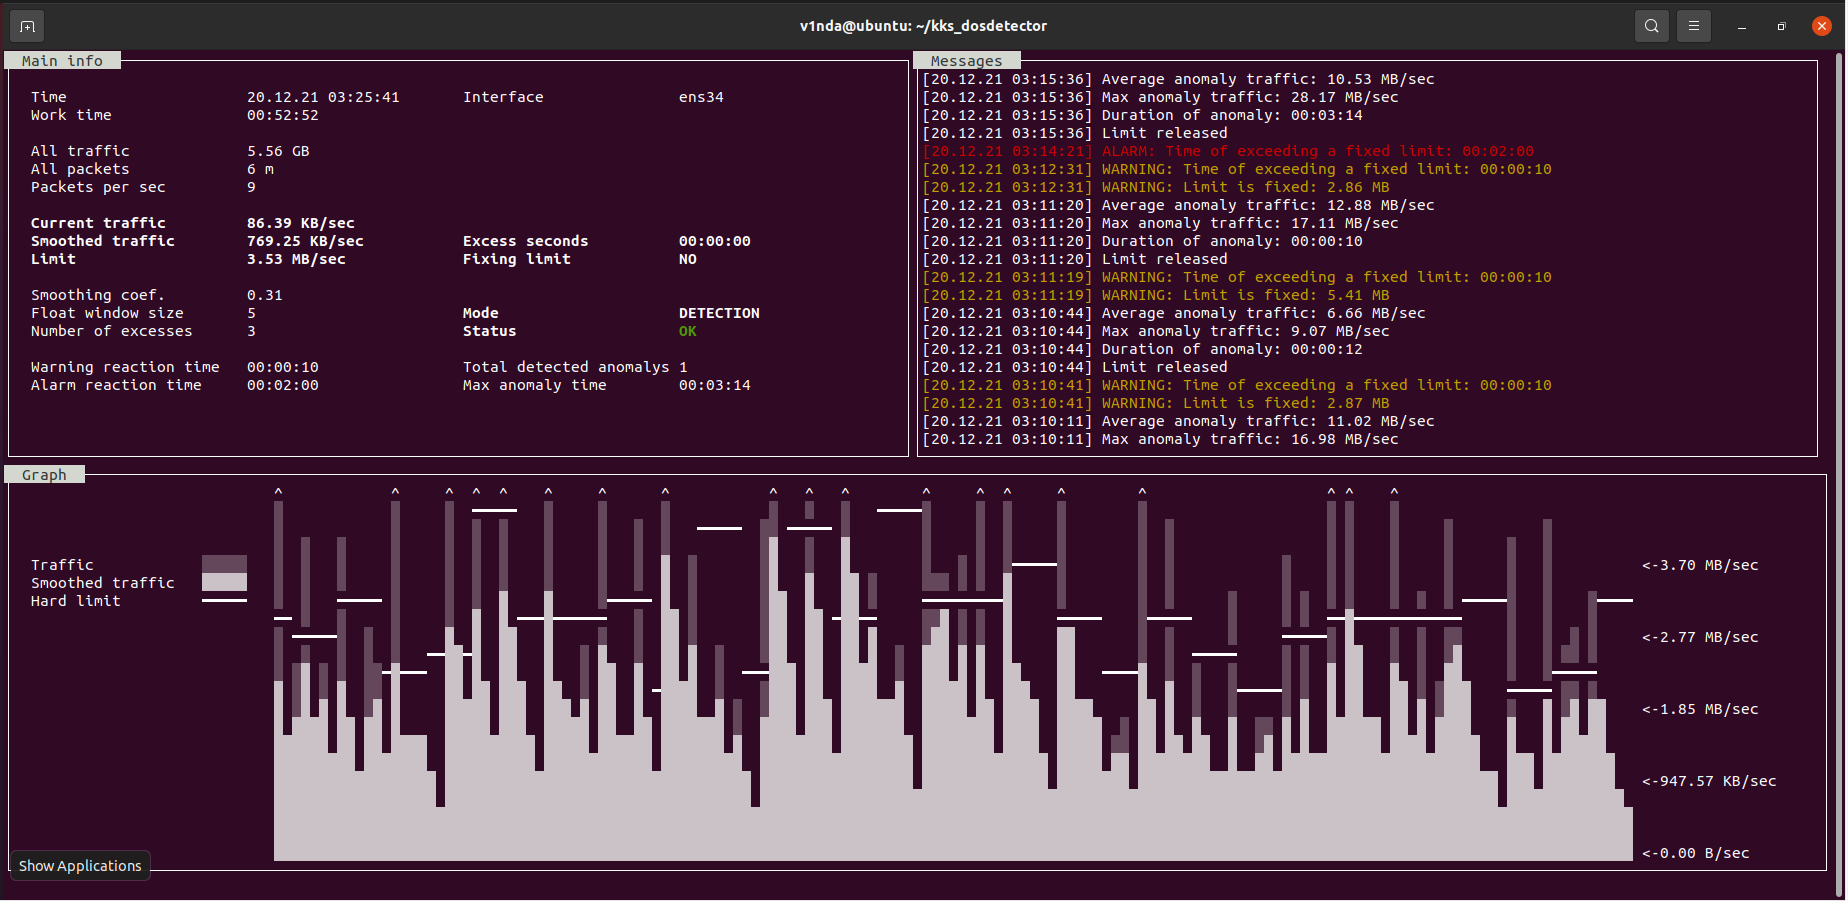 v1nda@ubuntu: ~/kks_dosdetector
Main info
Time 20.12.21 03:25:41 Interface ens34
Work time 00:52:52
All traffic 5.56 GB
All packets 6 m
Packets per sec 9
Current traffic 86.39 KB/sec
Smoothed traffic 769.25 KB/sec Excess seconds 00:00:00
Limit 3.53 MB/sec Fixing limit NO
Smoothing coef. 0.31
Float window size 5 Mode DETECTION
Number of excesses 3 Status OK
Warning reaction time 00:00:10 Total detected anomalys 1
Alarm reaction time 00:02:00 Max anomaly time 00:03:14
Messages
[20.12.21 03:15:36] Average anomaly traffic: 10.53 MB/sec
[20.12.21 03:15:36] Max anomaly traffic: 28.17 MB/sec
[20.12.21 03:15:36] Duration of anomaly: 00:03:14
[20.12.21 03:15:36] Limit released
[20.12.21 03:14:21] ALARM: Time of exceeding a fixed limit: 00:02:00
[20.12.21 03:12:31] WARNING: Time of exceeding a fixed limit: 00:00:10
[20.12.21 03:12:31] WARNING: Limit is fixed: 2.86 MB
[20.12.21 03:11:20] Average anomaly traffic: 12.88 MB/sec
[20.12.21 03:11:20] Max anomaly traffic: 17.11 MB/sec
[20.12.21 03:11:20] Duration of anomaly: 00:00:10
[20.12.21 03:11:20] Limit released
[20.12.21 03:11:19] WARNING: Time of exceeding a fixed limit: 00:00:10
[20.12.21 03:11:19] WARNING: Limit is fixed: 5.41 MB
[20.12.21 03:10:44] Average anomaly traffic: 6.66 MB/sec
[20.12.21 03:10:44] Max anomaly traffic: 9.07 MB/sec
[20.12.21 03:10:44] Duration of anomaly: 00:00:12
[20.12.21 03:10:44] Limit released
[20.12.21 03:10:41] WARNING: Time of exceeding a fixed limit: 00:00:10
[20.12.21 03:10:41] WARNING: Limit is fixed: 2.87 MB
[20.12.21 03:10:11] Average anomaly traffic: 11.02 MB/sec
[20.12.21 03:10:11] Max anomaly traffic: 16.98 MB/sec
Graph
^ ^ ^ ^ ^ ^ ^ ^ ^ ^ ^ ^ ^ ^ ^ ^ ^ ^ ^
Traffic
Smoothed traffic
Hard limit
<-3.70 MB/sec
<-2.77 MB/sec
<-1.85 MB/sec
<-947.57 KB/sec
<-0.00 B/sec
Show Applications